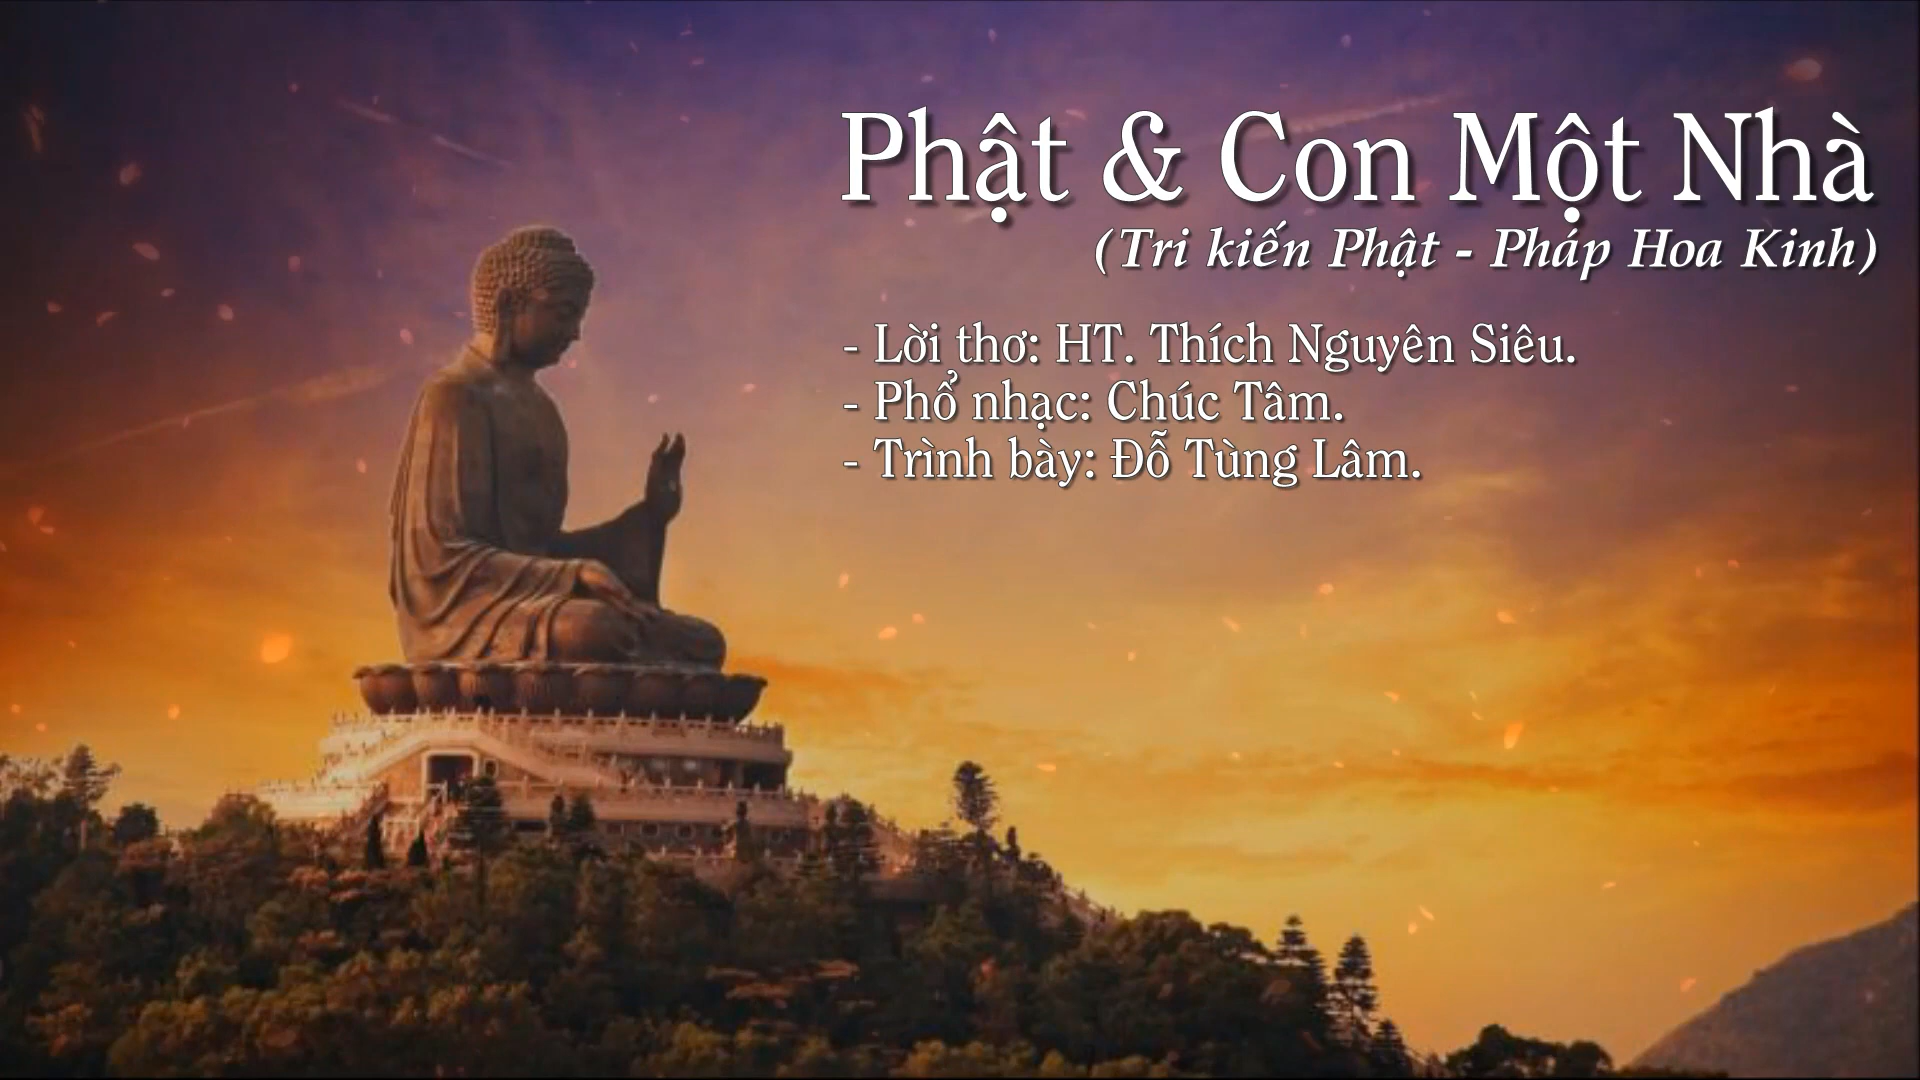 Phật & Con Một Nhà
(Tri kiến Phật - Pháp Hoa Kinh)
- Lời thơ: HT. Thích Nguyên Siêu.
- Phổ nhạc: Chúc Tâm.
- Trình bày: Đỗ Tùng Lâm.